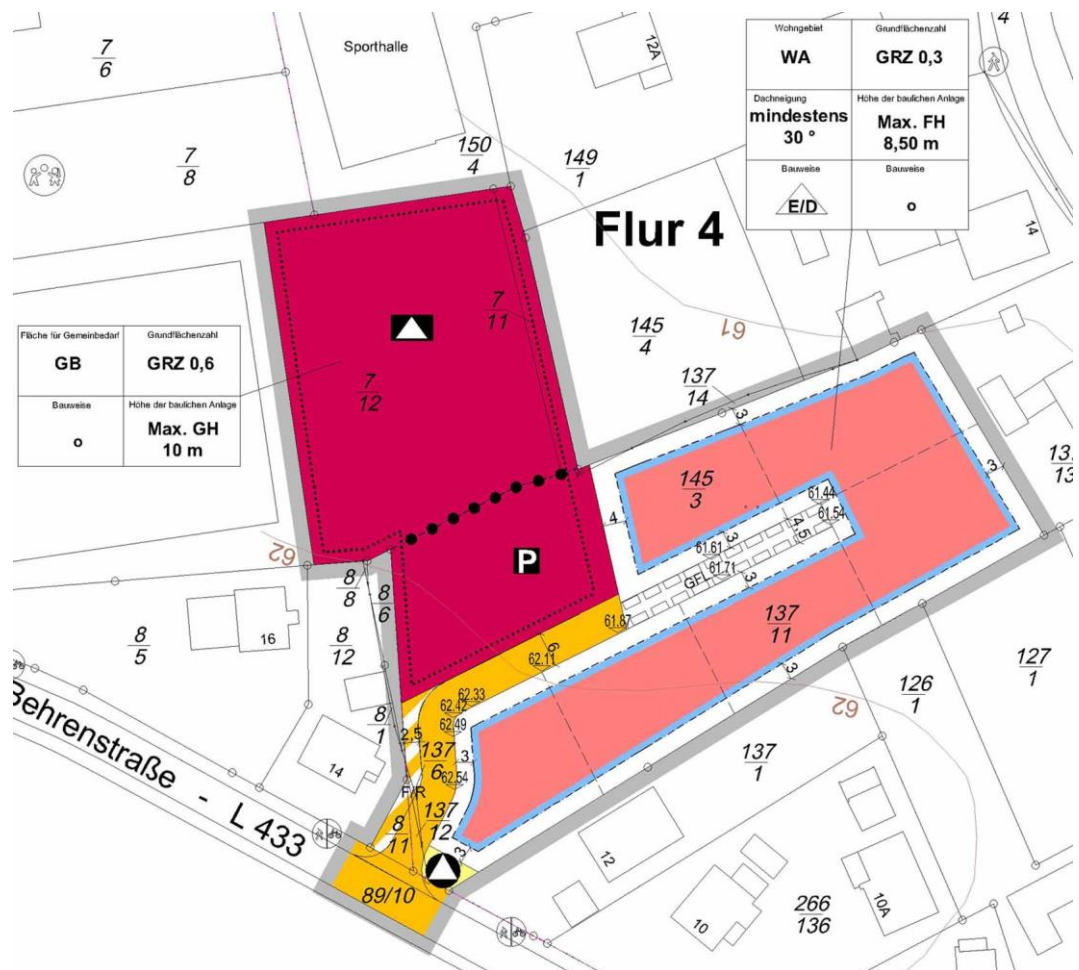 7
6
Sporthalle
12A
Wohngebiet
WA
Grundflächenzahl
GRZ 0,3
Dachneigung
mindestens
30 °
Höhe der baulichen Anlage
Max. FH
8,50 m
Bauweise
E/D
Bauweise
o
4
7
8
150
4
149
1
Flur 4
14
7
11
145
4
61
Fläche für Gemeinbedarf
GB
Grundflächenzahl
GRZ 0,6
Bauweise
o
Höhe der baulichen Anlage
Max. GH
10 m
7
12
137
14
3
145
3
3
13
4
61.44
61.54
4,5
3
61.61
61.71
GFL
3
P
62
8
8
8
6
8
5
16
8
12
61.87
6
62.11
137
11
127
1
126
1
62
3
62.33
62.42
62.49
8
1
2,5
137
6
3
62.54
F/R
137
1
Behrenstraße - L 433
14
137
12
8
11
3
12
89/10
10
10A
266
136